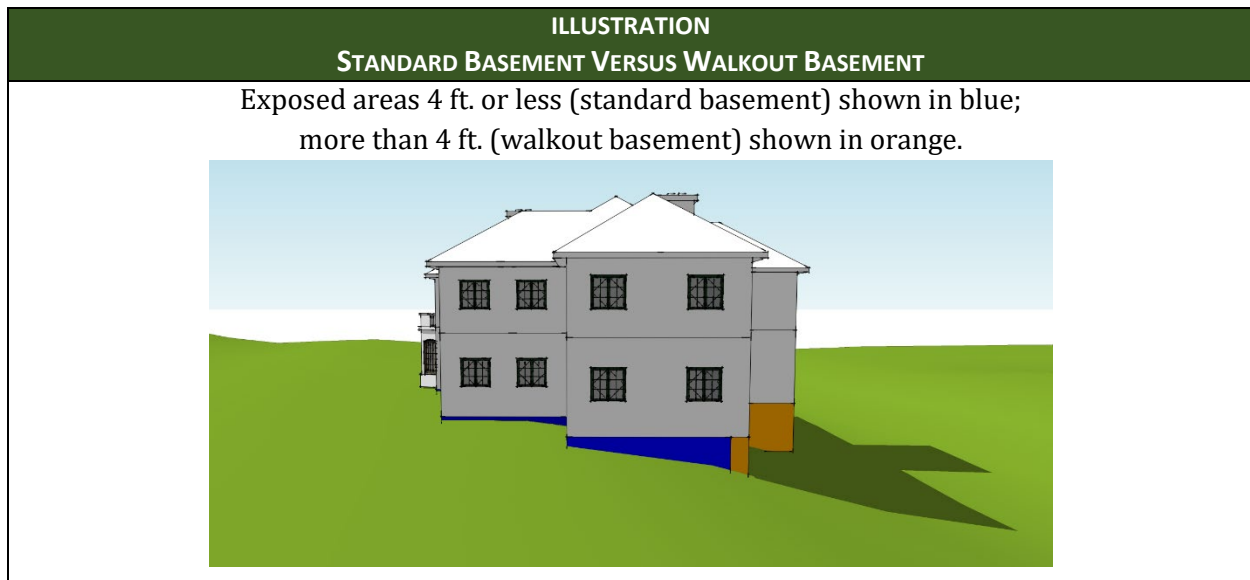 ILLUSTRATION
STANDARD BASEMENT VERSUS WALKOUT BASEMENT
Exposed areas 4 ft. or less (standard basement) shown in blue;
more than 4 ft. (walkout basement) shown in orange.